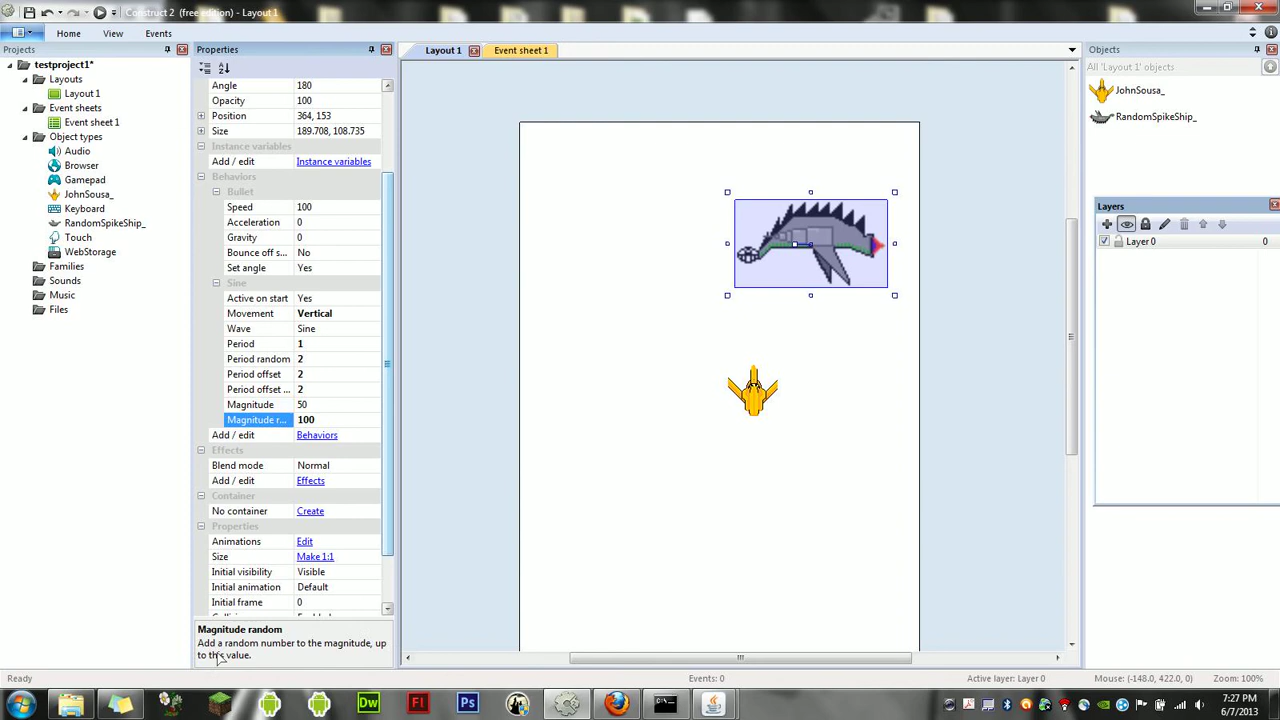 Construct 2 (free edition) - Layout 1
Home View Events
Projects
testproject1*
Layouts
Layout 1
Event sheets
Event sheet 1
Object types
Audio
Browser
Gamepad
JohnSousa_
Keyboard
RandomSpikeShip_
Touch
WebStorage
Families
Sounds
Music
Files
Properties
Angle 180
Opacity 100
Position 364, 153
Size 189.708, 108.735
Instance variables
Add / edit Instance variables
Behaviors
Bullet
Speed 100
Acceleration 0
Gravity 0
Bounce off s... No
Set angle Yes
Sine
Active on start Yes
Movement Vertical
Wave Sine
Period 1
Period random 2
Period offset 2
Period offset ... 2
Magnitude 50
Magnitude r... 100
Add / edit Behaviors
Effects
Blend mode Normal
Add / edit Effects
Container
No container Create
Properties
Animations Edit
Size Make 1:1
Initial visibility Visible
Initial animation Default
Initial frame 0
Magnitude random
Add a random number to the magnitude, up
to this value.
Layout 1 Event sheet 1
Objects
All 'Layout 1' objects
JohnSousa_
RandomSpikeShip_
Layers
Layer 0 0
Ready Events: 0 Active layer: Layer 0 Mouse: (-148.0, 422.0, 0) Zoom: 100%
Dw Fl Ps
7:27 PM
6/7/2013